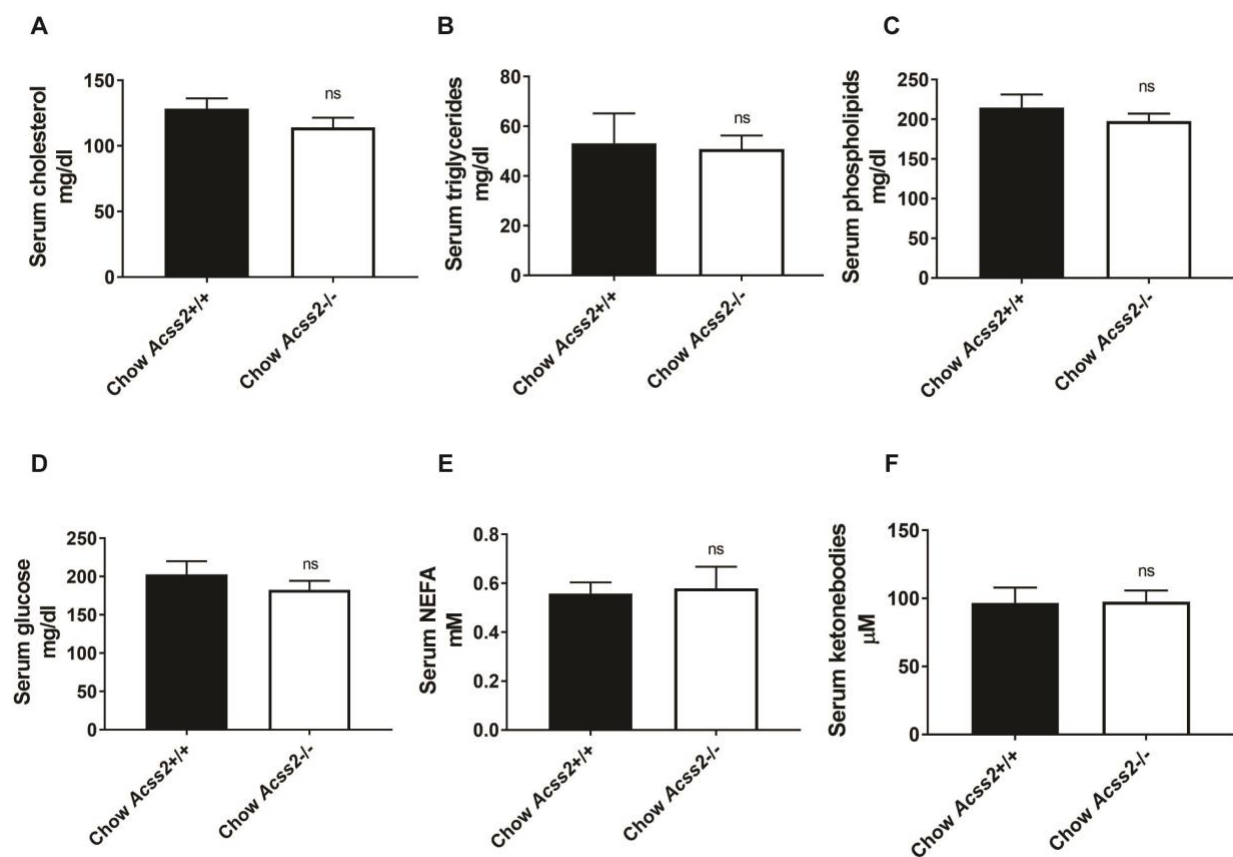 A
Serum cholesterol
mg/dl
150
100
50
0
ns
Chow Acss2+/+
Chow Acss2-/-
B
Serum triglycerides
mg/dl
80
60
40
20
0
ns
Chow Acss2+/+
Chow Acss2-/-
C
Serum phospholipids
mg/dl
250
200
150
100
50
0
ns
Chow Acss2+/+
Chow Acss2-/-
D
Serum glucose
mg/dl
250
200
150
100
50
0
ns
Chow Acss2+/+
Chow Acss2-/-
E
Serum NEFA
mM
0.8
0.6
0.4
0.2
0.0
ns
Chow Acss2+/+
Chow Acss2-/-
F
Serum ketonebodies
μM
150
100
50
0
ns
Chow Acss2+/+
Chow Acss2-/-